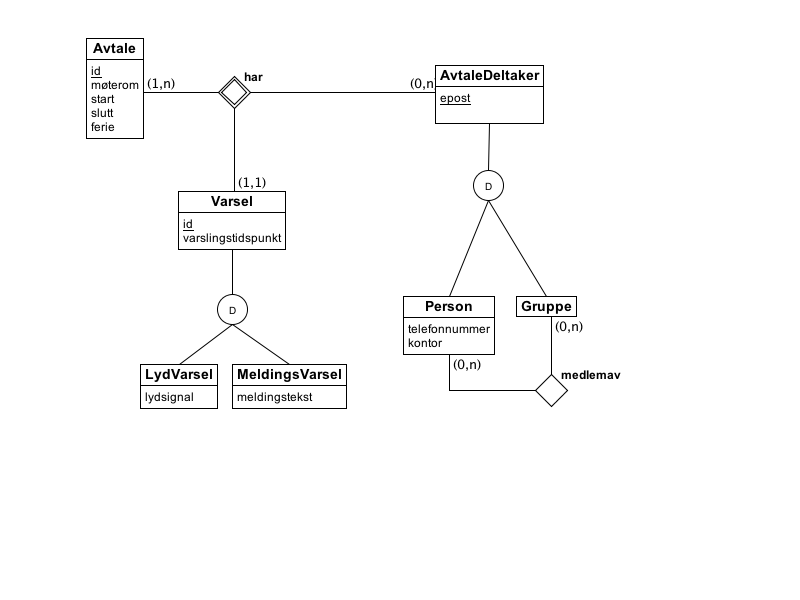 Avtale
id
møterom
start
slutt
ferie
(1,n)
har
(0,n
AvtaleDeltaker
epost
(1,1)
Varsel
id
varslingstidspunkt
D
D
LydVarsel
lydsignal
MeldingsVarsel
meldingstekst
Person
telefonnummer
kontor
(0,n)
Gruppe
(0,n)
medlemav